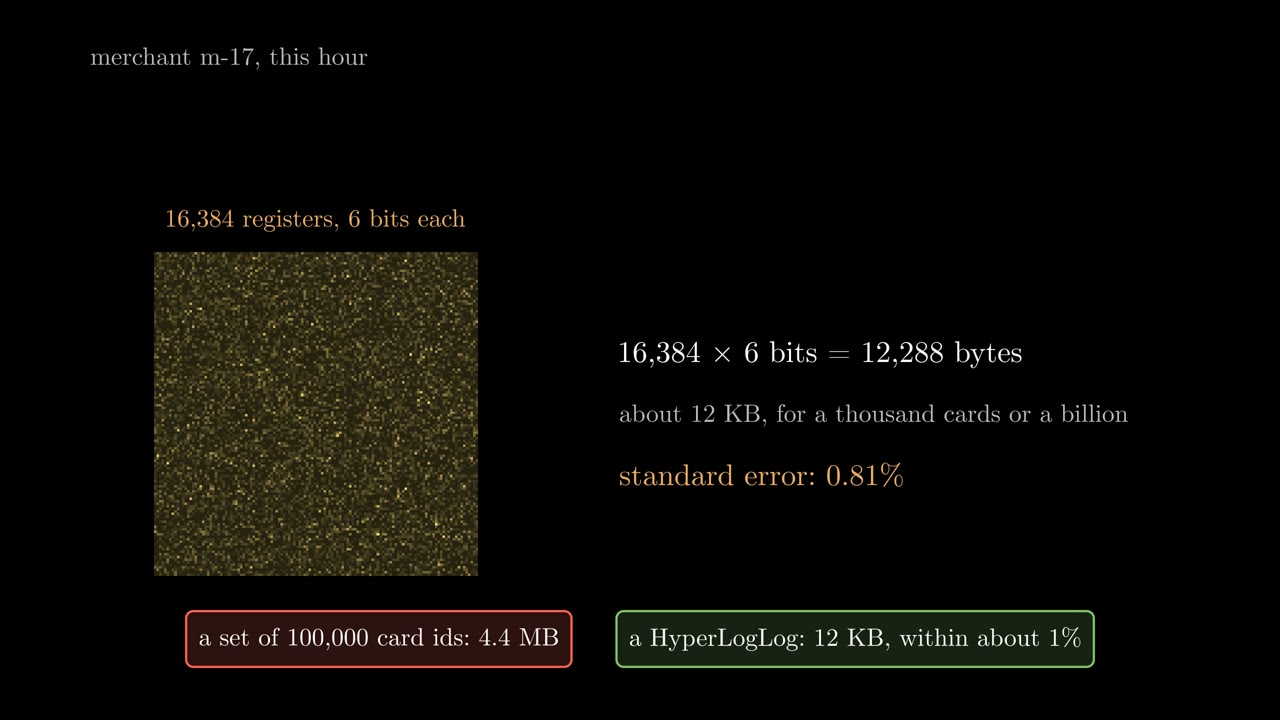 merchant m-17, this hour
16,384 registers, 6 bits each
16,384 × 6 bits = 12,288 bytes
about 12 KB, for a thousand cards or a billion
standard error: 0.81%
a set of 100,000 card ids: 4.4 MB
a HyperLogLog: 12 KB, within about 1%